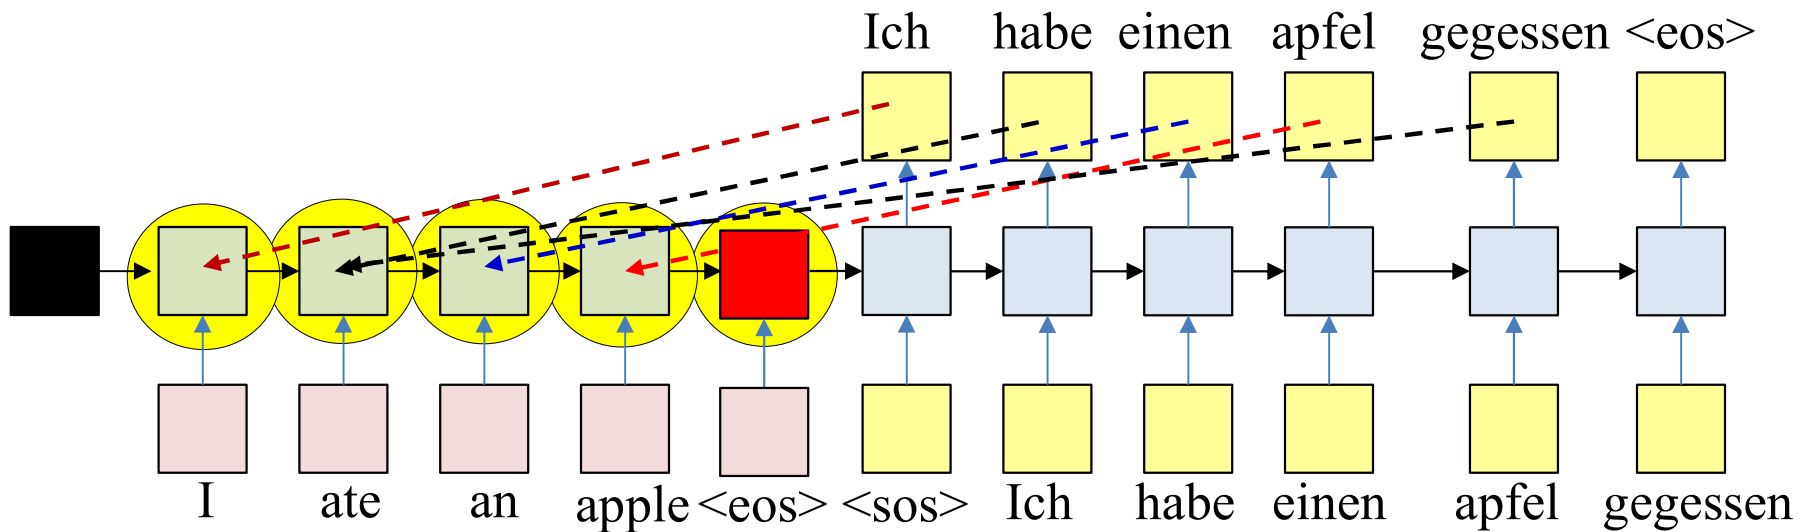 Ich habe einen apfel gegessen <eos>
I ate an apple <eos> <sos> Ich habe einen apfel gegessen